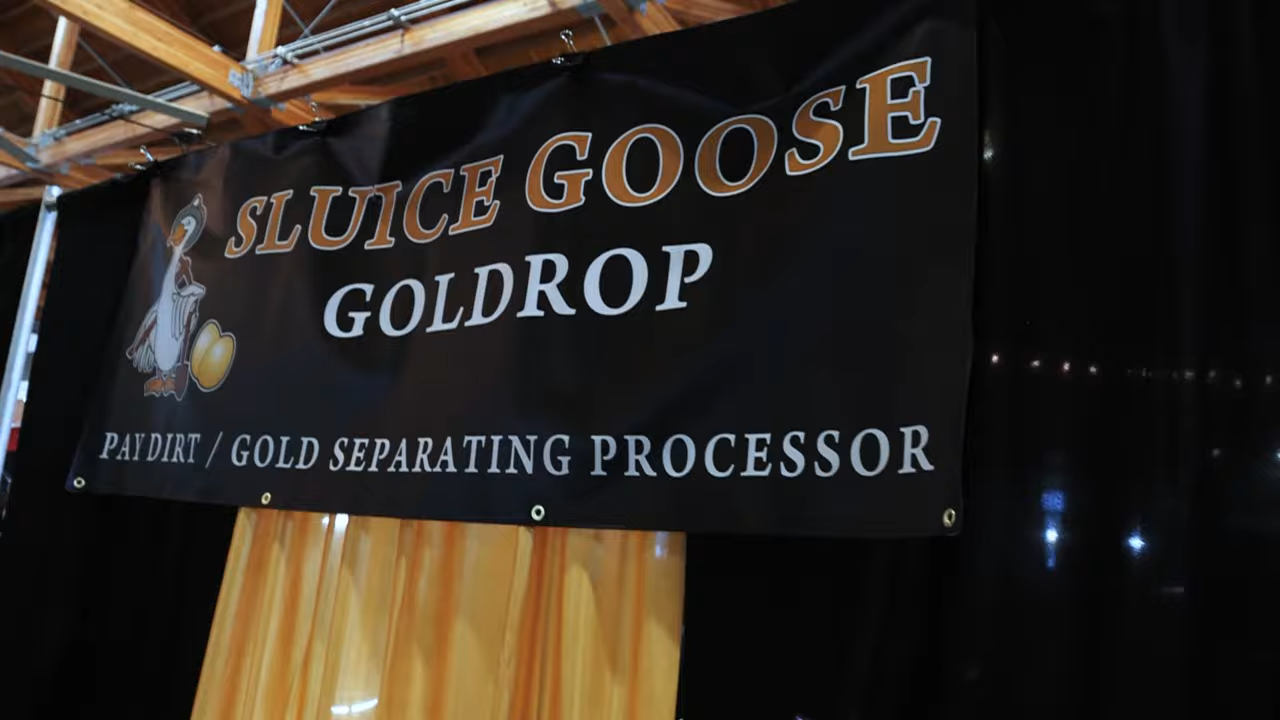 SLUICE GOOSE
GOLDROP
PAY DIRT / GOLD SEPARATING PROCESSOR